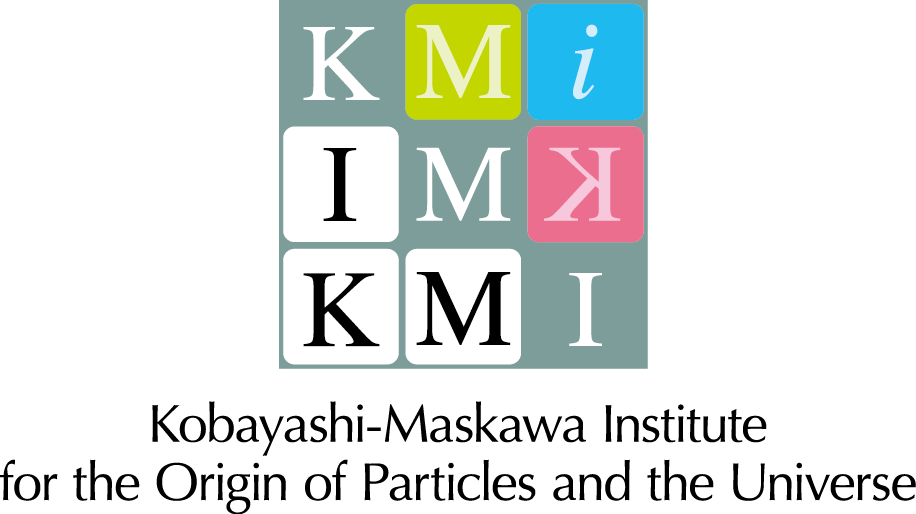 K M i
I M K
K M I
Kobayashi-Maskawa Institute
for the Origin of Particles and the Universe